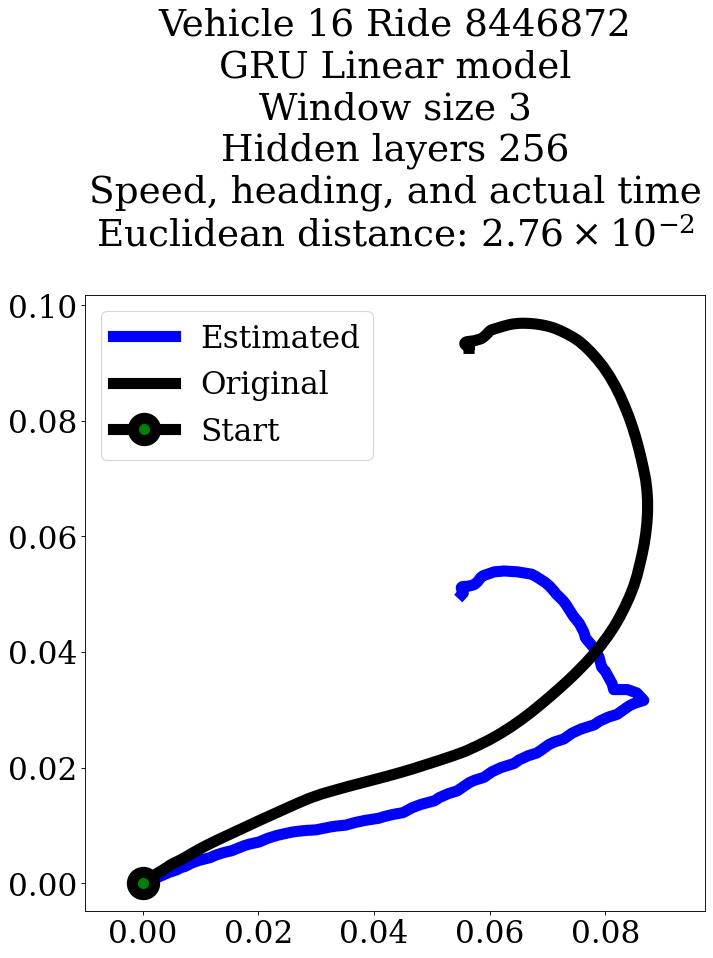 Vehicle 16 Ride 8446872
GRU Linear model
Window size 3
Hidden layers 256
Speed, heading, and actual time
Euclidean distance: 2.76 × 10⁻²
0.10
0.08
0.06
0.04
0.02
0.00
Estimated
Original
Start
0.00 0.02 0.04 0.06 0.08